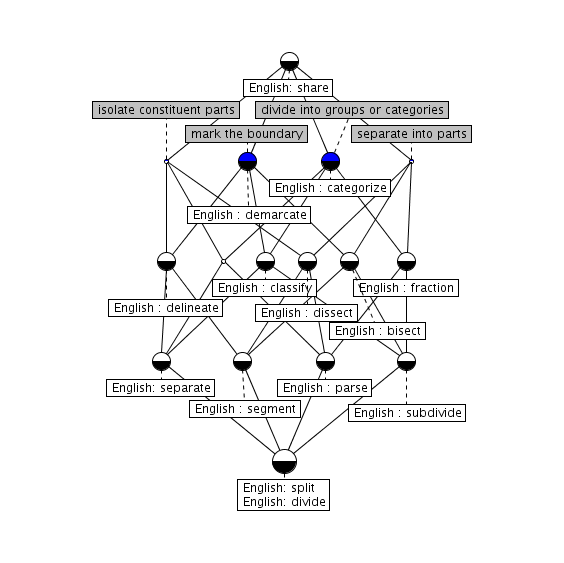 English: share
isolate constituent parts
divide into groups or categories
mark the boundary
separate into parts
English : categorize
English : demarcate
English : classify
English : fraction
English : delineate
English : dissect
English : bisect
English: separate
English : parse
English : segment
English : subdivide
English: split
English: divide